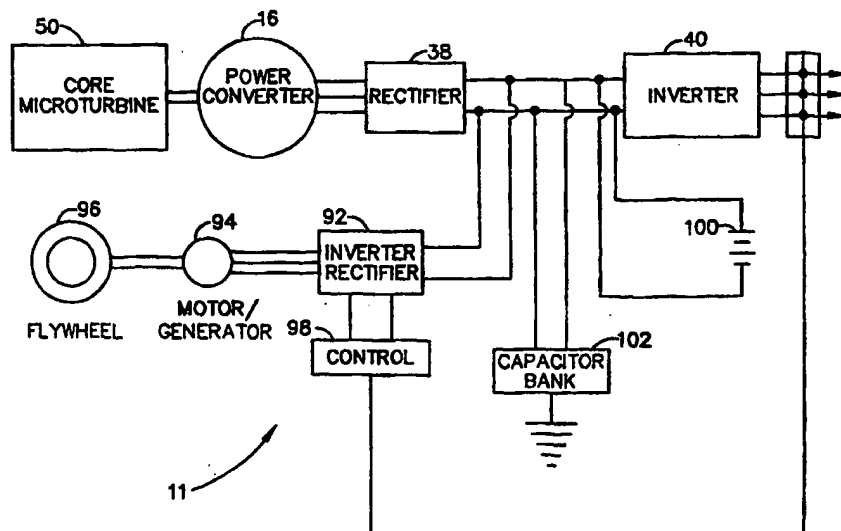 50
CORE
MICROTURBINE
16
POWER
CONVERTER
38
RECTIFIER
40
INVERTER
96
FLYWHEEL
94
MOTOR/
GENERATOR
92
INVERTER
RECTIFIER
98
CONTROL
100
102
CAPACITOR
BANK
11